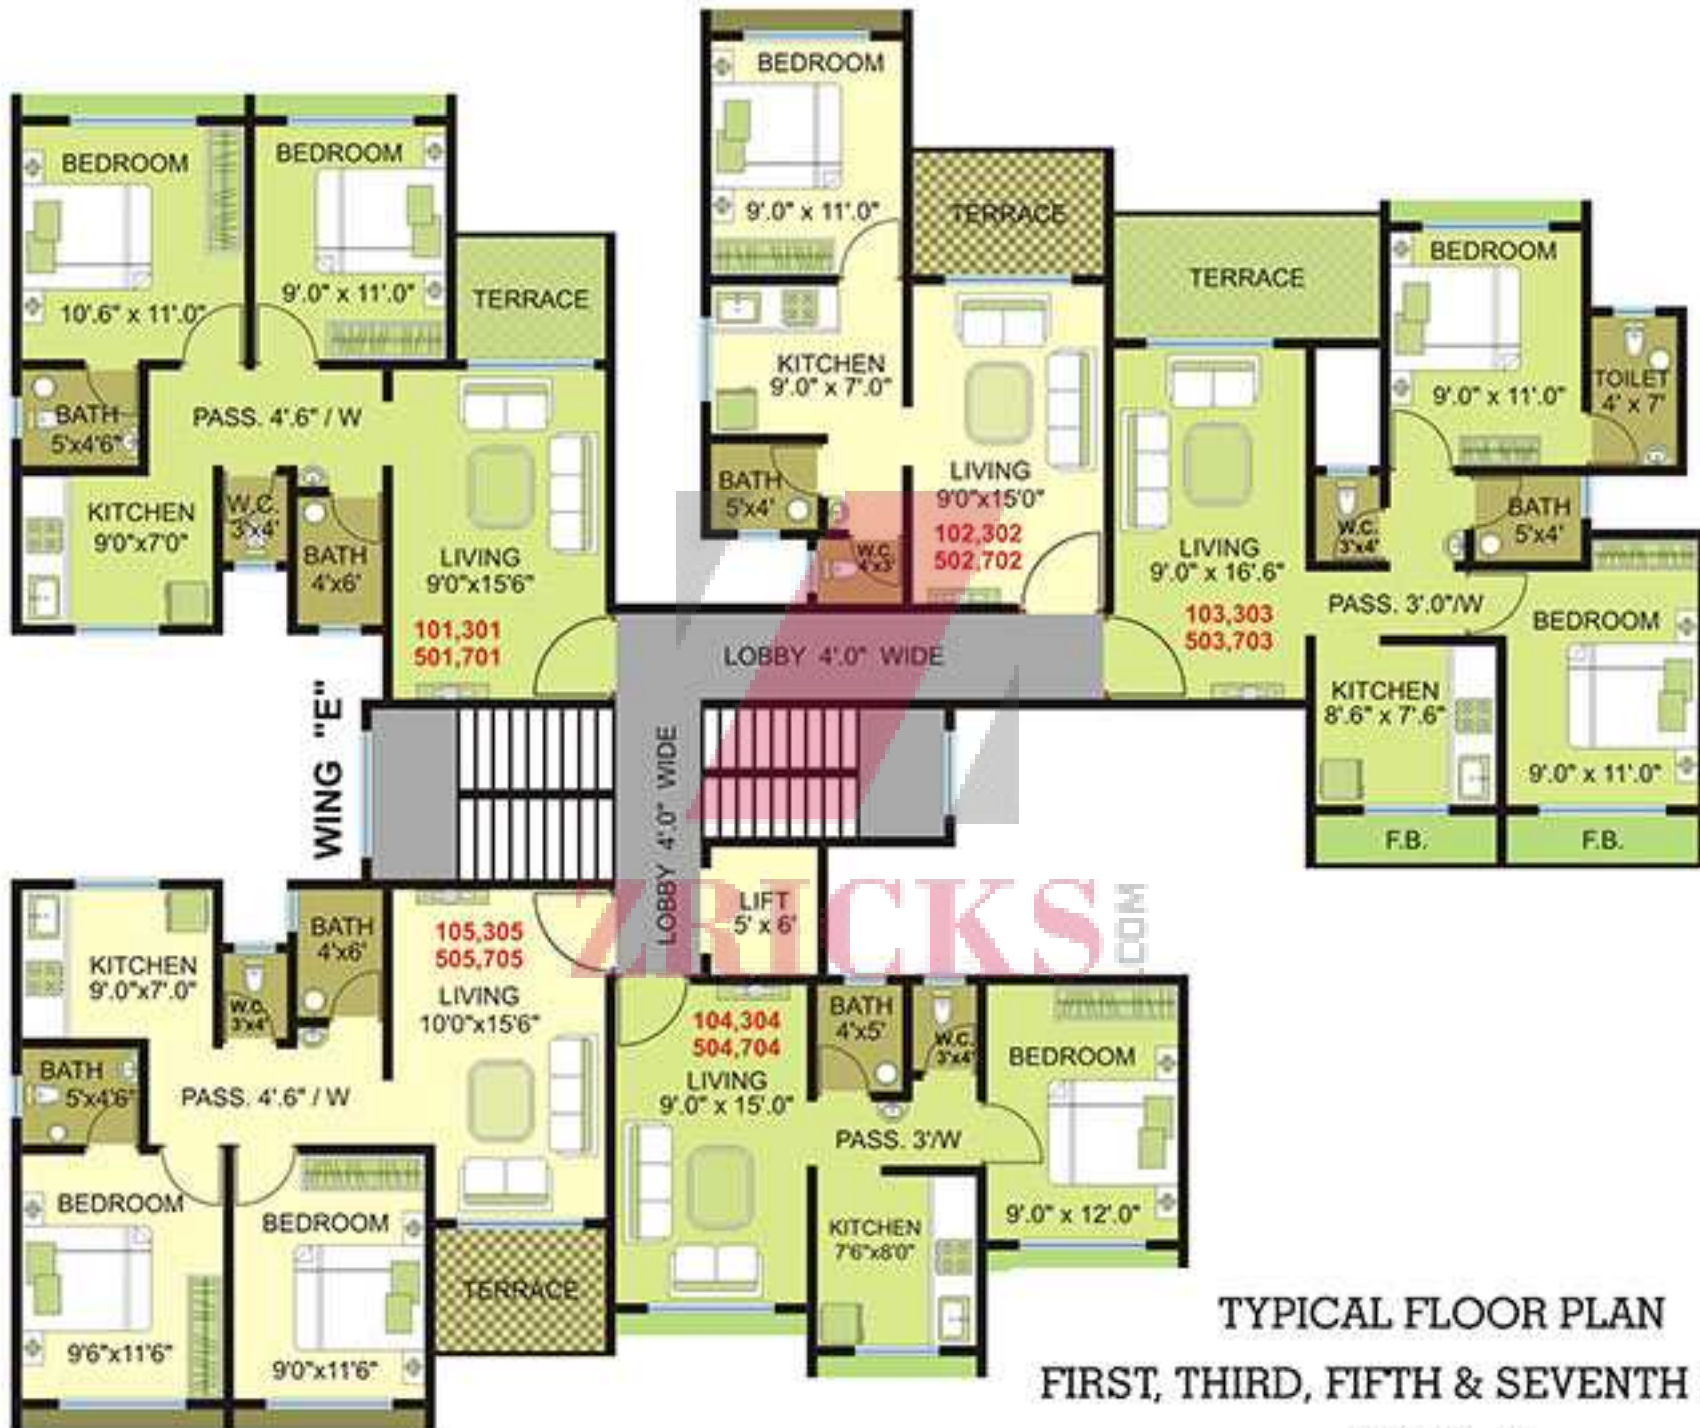 BEDROOM
10'.6" x 11'.0"
BEDROOM
9'.0" x 11'.0"
TERRACE
BATH
5'x4'6"
PASS. 4'.6" / W
KITCHEN
9'0"x7'0"
W.C.
3'x4'
BATH
4'x6'
LIVING
9'0"x15'6"
101,301
501,701
BEDROOM
9'.0" x 11'.0"
TERRACE
KITCHEN
9'.0" x 7'.0"
BATH
5'x4'
W.C.
4'x3'
LIVING
9'0"x15'0"
102,302
502,702
TERRACE
LIVING
9'.0" x 16'.6"
103,303
503,703
BEDROOM
9'.0" x 11'.0"
TOILET
4' x 7'
W.C.
3'x4'
BATH
5'x4'
PASS. 3'.0"/W
BEDROOM
9'.0" x 11'.0"
KITCHEN
8'.6" x 7'.6"
F.B.
F.B.
LOBBY 4'.0" WIDE
LOBBY 4'.0" WIDE
WING "E"
LIFT
5' x 6'
ZRICKS
.COM
KITCHEN
9'.0"x7'.0"
W.C.
3'x4'
BATH
4'x6'
105,305
505,705
LIVING
10'0"x15'6"
BATH
5'x4'6"
PASS. 4'.6" / W
BEDROOM
9'6"x11'6"
BEDROOM
9'0"x11'6"
TERRACE
104,304
504,704
LIVING
9'.0" x 15'.0"
BATH
4'x5'
W.C.
3'x4'
PASS. 3'/W
BEDROOM
9'.0" x 12'.0"
KITCHEN
7'6"x8'0"
TYPICAL FLOOR PLAN
FIRST, THIRD, FIFTH & SEVENTH